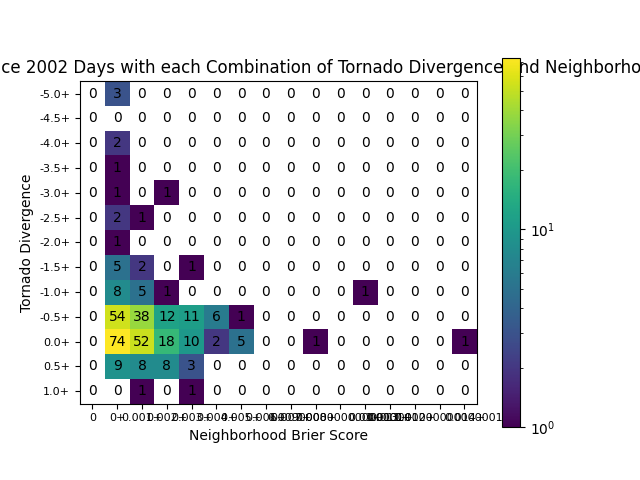 ce 2002 Days with each Combination of Tornado Divergence and Neighborho
-5.0+ 0 3 0 0 0 0 0 0 0 0 0 0 0 0 0 0
-4.5+ 0 0 0 0 0 0 0 0 0 0 0 0 0 0 0 0
-4.0+ 0 2 0 0 0 0 0 0 0 0 0 0 0 0 0 0
-3.5+ 0 1 0 0 0 0 0 0 0 0 0 0 0 0 0 0
-3.0+ 0 1 0 1 0 0 0 0 0 0 0 0 0 0 0 0
-2.5+ 0 2 1 0 0 0 0 0 0 0 0 0 0 0 0 0
-2.0+ 0 1 0 0 0 0 0 0 0 0 0 0 0 0 0 0
-1.5+ 0 5 2 0 1 0 0 0 0 0 0 0 0 0 0 0
-1.0+ 0 8 5 1 0 0 0 0 0 0 0 1 0 0 0 0
-0.5+ 0 54 38 12 11 6 1 0 0 0 0 0 0 0 0 0
0.0+ 0 74 52 18 10 2 5 0 0 1 0 0 0 0 0 1
0.5+ 0 9 8 8 3 0 0 0 0 0 0 0 0 0 0 0
1.0+ 0 0 1 0 1 0 0 0 0 0 0 0 0 0 0 0
0 0+ 0.001+ 0.002+ 0.003+ 0.004+ 0.005+
Neighborhood Brier Score
Tornado Divergence
10^1
10^0